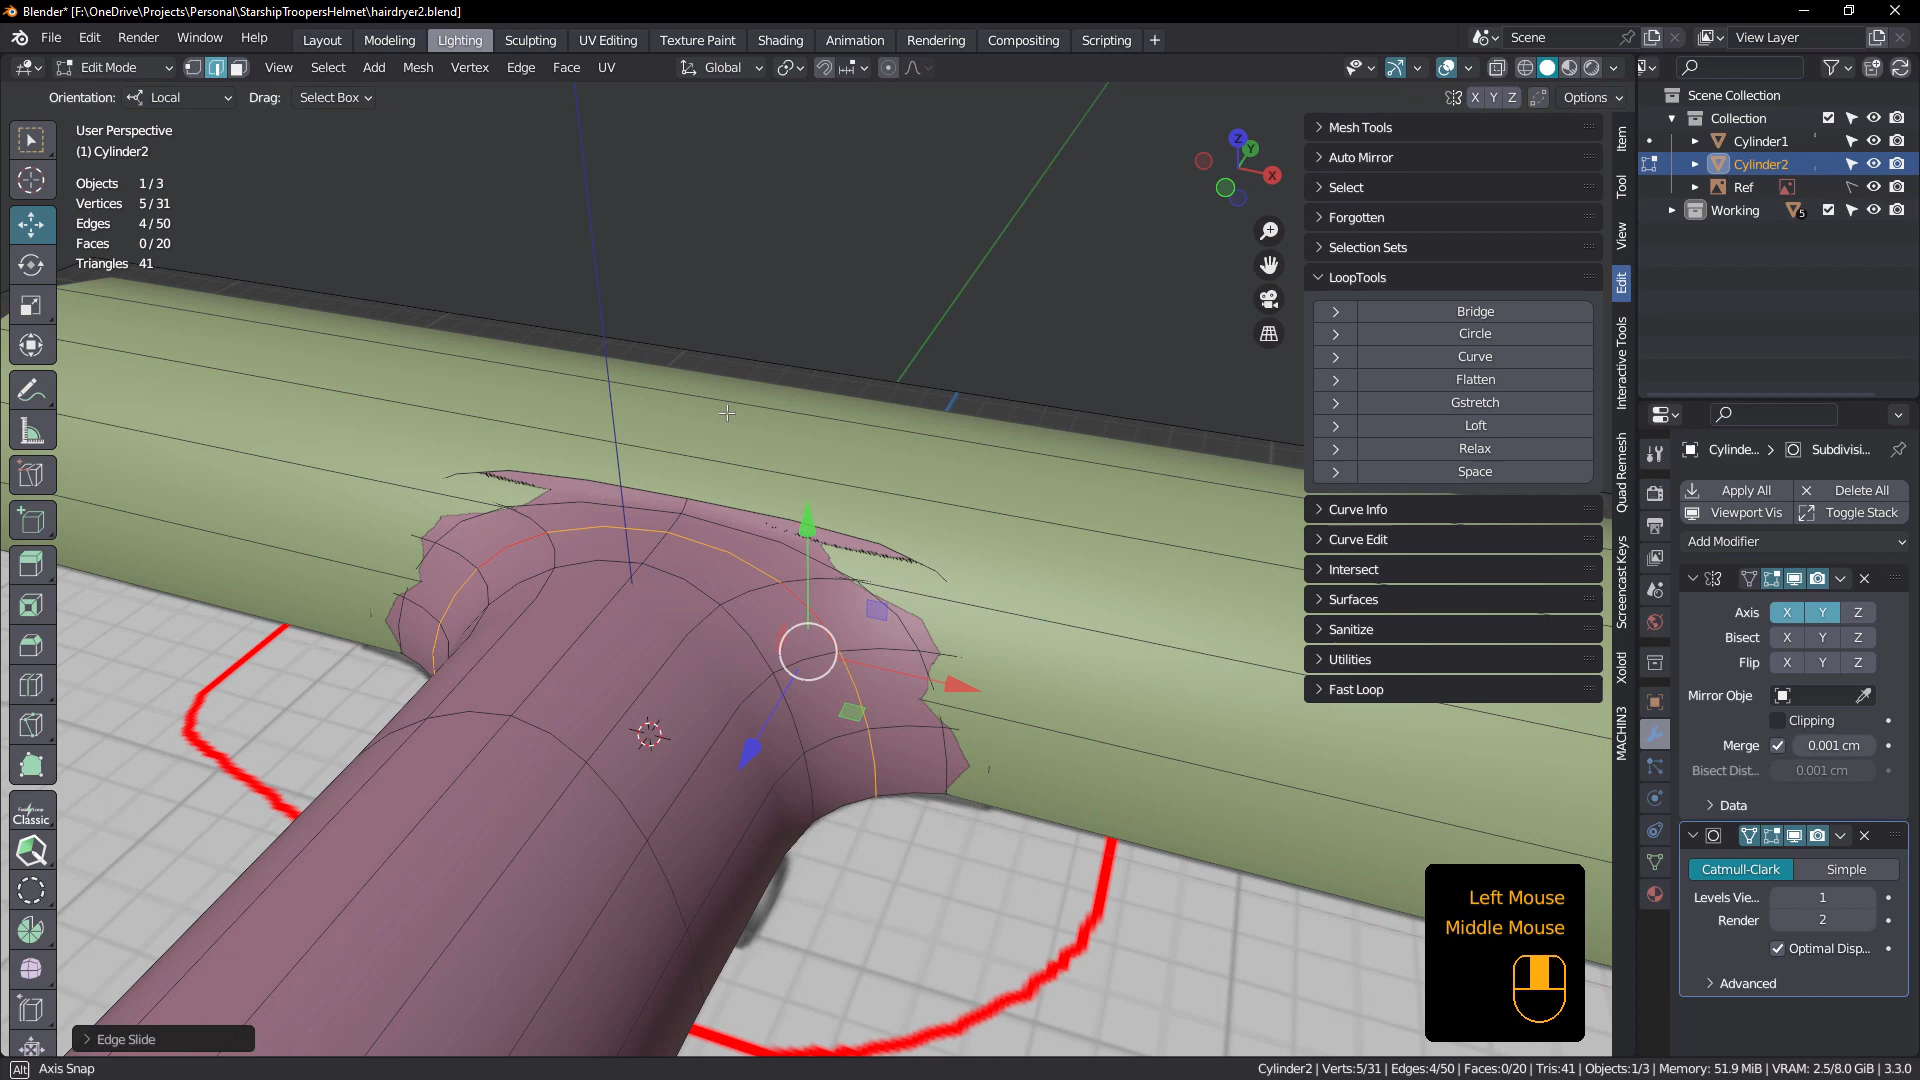 Blender* [F:\OneDrive\Projects\Personal\StarshipTroopersHelmet\hairdryer2.blend]
File Edit Render Window Help Layout Modeling Lighting Sculpting UV Editing Texture Paint Shading Animation Rendering Compositing Scripting + Scene View Layer
Edit Mode View Select Add Mesh Vertex Edge Face UV Global
Orientation: Local Drag: Select Box X Y Z Options
User Perspective
(1) Cylinder2
Objects 1/3
Vertices 5/31
Edges 4/50
Faces 0/20
Triangles 41
Z
Y
X
Classic
Edge Slide
Mesh Tools
Auto Mirror
Select
Forgotten
Selection Sets
LoopTools
Bridge
Circle
Curve
Flatten
Gstretch
Loft
Relax
Space
Curve Info
Curve Edit
Intersect
Surfaces
Sanitize
Utilities
Fast Loop
Item
Tool
View
Edit
Interactive Tools
Quad Remesh
Screencast Keys
Xolotl
MACHIN3
Left Mouse
Middle Mouse
Scene Collection
Collection
Cylinder1
Cylinder2
Ref
Working 5
Cylinde... > Subdivisi...
Apply All Delete All
Viewport Vis Toggle Stack
Add Modifier
Axis X Y Z
Bisect X Y Z
Flip X Y Z
Mirror Obje
Clipping
Merge 0.001 cm
Bisect Dist... 0.001 cm
Data
Catmull-Clark Simple
Levels Vie... 1
Render 2
Optimal Disp...
Advanced
Alt Axis Snap
Cylinder2 | Verts:5/31 | Edges:4/50 | Faces:0/20 | Tris:41 | Objects:1/3 | Memory: 51.9 MiB | VRAM: 2.5/8.0 GiB | 3.3.0